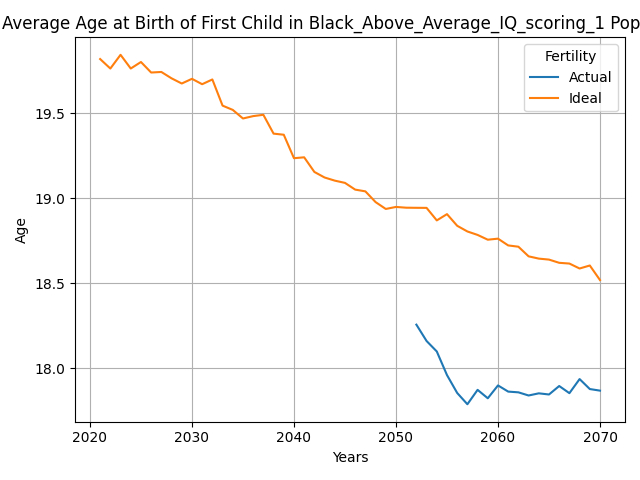 Average Age at Birth of First Child in Black_Above_Average_IQ_scoring_1 Pop
Fertility
Actual
Ideal
19.5
19.0
18.5
18.0
Age
2020
2030
2040
2050
2060
2070
Years